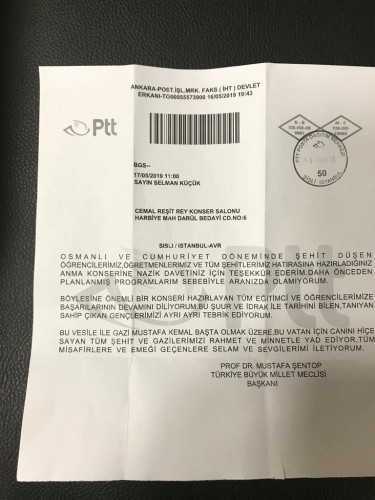 ANKARA-POST.İŞL.MRK. FAKS ( İHT ) DEVLET
ERKANI-TG00055573900 16/05/2019 19:43
Ptt
BGS--
17/05/2019 11:00
SAYIN SELMAN KÜÇÜK
PTT POSTA DAĞITIM MERKEZİ
50
ŞİŞLİ İST.
CEMAL REŞİT REY KONSER SALONU
HARBİYE MAH DARÜL BEDAYİ CD.NO:6
SISLI / ISTANBUL-AVR
OSMANLI VE CUMHURİYET DÖNEMİNDE ŞEHİT DÜŞEN
ÖĞRENCİLERİMİZ,ÖĞRETMENLERİMİZ VE TÜM ŞEHİTLERİMİZ HATIRASINA HAZIRLADIĞINIZ
ANMA KONSERİNE NAZİK DAVETİNİZ İÇİN TEŞEKKÜR EDERİM.DAHA ÖNCEDEN
PLANLANMIŞ PROGRAMLARIM SEBEBİYLE ARANIZDA OLAMIYORUM.
BÖYLESİNE ÖNEMLİ BİR KONSERİ HAZIRLAYAN TÜM EĞİTİMCİ VE ÖĞRENCİLERİMİZE
BAŞARILARININ DEVAMINI DİLİYORUM.BU ŞUUR VE İDRAK İLE TARİHİNİ BİLEN,TANIYAN
SAHİP ÇIKAN GENÇLERİMİZİ AYRI AYRI TEBRİK EDİYORUM.
BU VESİLE İLE GAZİ MUSTAFA KEMAL BAŞTA OLMAK ÜZERE,BU VATAN İÇİN CANINI HİÇE
SAYAN TÜM ŞEHİT VE GAZİLERİMİZİ RAHMET VE MİNNETLE YAD EDİYOR,TÜM
MİSAFİRLERE VE EMEĞİ GEÇENLERE SELAM VE SEVGİLERİMİ İLETİYORUM.
PROF DR. MUSTAFA ŞENTOP
TÜRKİYE BÜYÜK MİLLET MECLİSİ
BAŞKANI